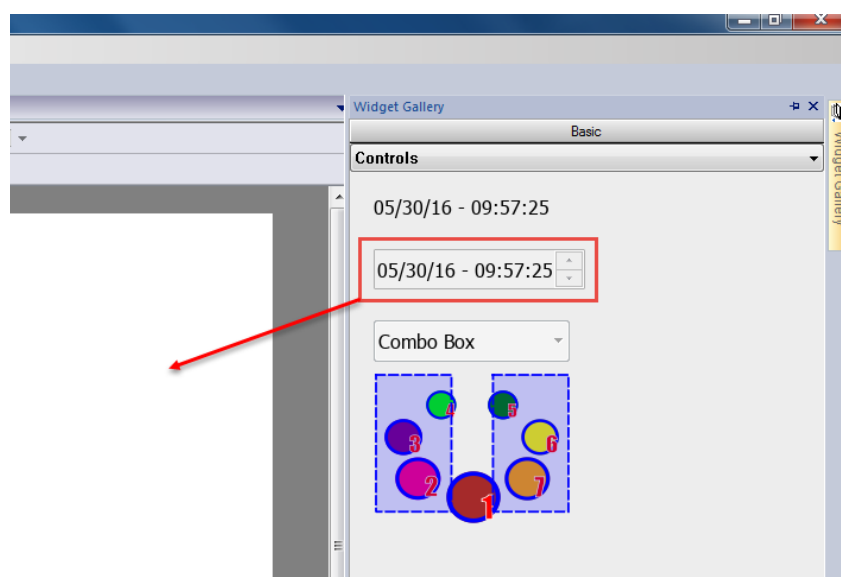 Widget Gallery
Basic
Controls
Widget Gallery
05/30/16 - 09:57:25
05/30/16 - 09:57:25
Combo Box
4
5
3
6
2
7
1